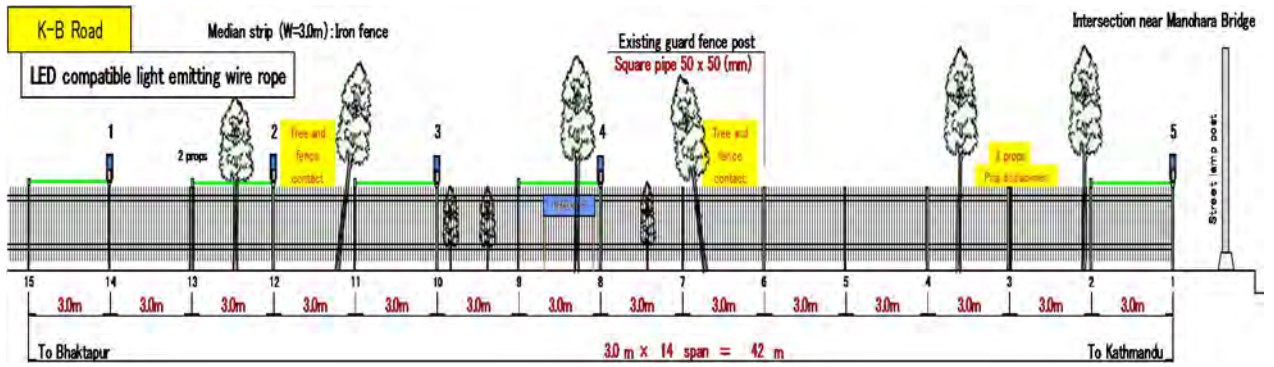 K-B Road
Median strip (W=3.0m) : Iron fence
Intersection near Manohara Bridge
LED compatible light emitting wire rope
Existing guard fence post
Square pipe 50 x 50 (mm)
1
2
3
4
5
2 props
Tree and
fence
contact
Tree and
fence
contact
props
Street lamp post
15 14 13 12 11 10 9 8 7 6 5 4 3 2 1
3.0m 3.0m 3.0m 3.0m 3.0m 3.0m 3.0m 3.0m 3.0m 3.0m 3.0m 3.0m 3.0m 3.0m
To Bhaktapur
3.0 m × 14 span = 42 m
To Kathmandu